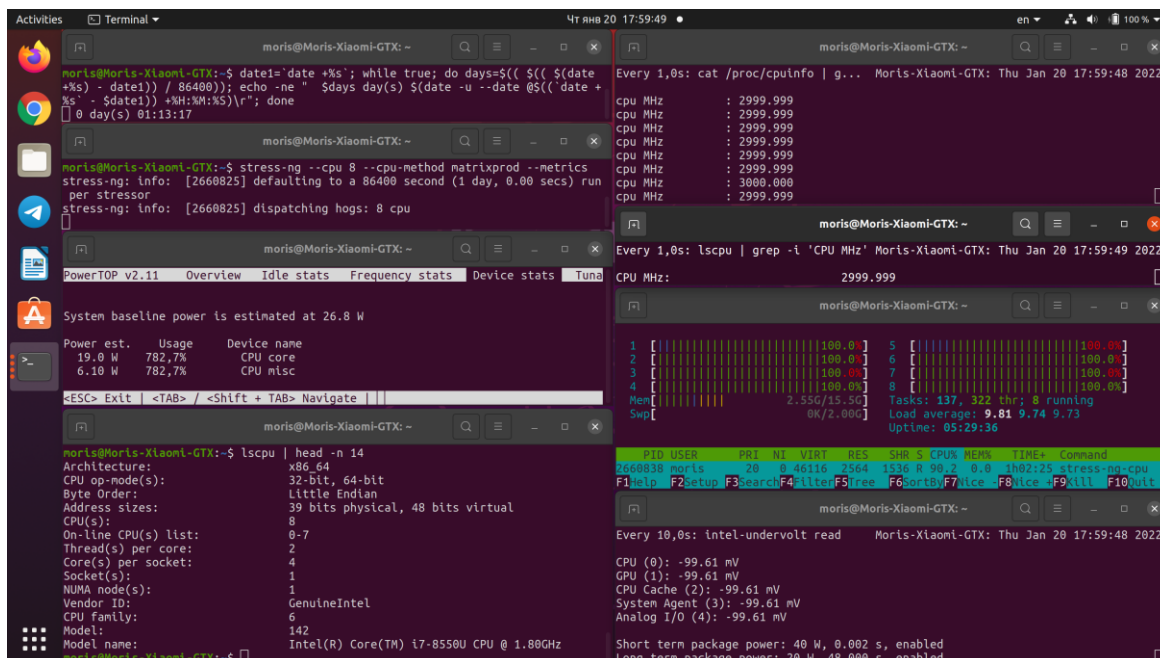 Activities
Terminal
Чт янв 20 17:59:49
en
100 %
moris@Moris-Xiaomi-GTX: ~
moris@Moris-Xiaomi-GTX:~$ date1=`date +%s`; while true; do days=$(( $(( $(date
+%s) - date1)) / 86400)); echo -ne "  $days day(s) $(date -u --date @$((`date +
%s` - $date1)) +%H:%M:%S)\r"; done
0 day(s) 01:13:17
moris@Moris-Xiaomi-GTX: ~
moris@Moris-Xiaomi-GTX:~$ stress-ng --cpu 8 --cpu-method matrixprod --metrics
stress-ng: info:  [2660825] defaulting to a 86400 second (1 day, 0.00 secs) run
per stressor
stress-ng: info:  [2660825] dispatching hogs: 8 cpu
moris@Moris-Xiaomi-GTX: ~
PowerTOP v2.11 Overview Idle stats Frequency stats Device stats Tuna
System baseline power is estimated at 26.8 W
Power est. Usage Device name
19.0 W 782,7% CPU core
6.10 W 782,7% CPU misc
<ESC> Exit | <TAB> / <Shift + TAB> Navigate |
moris@Moris-Xiaomi-GTX: ~
moris@Moris-Xiaomi-GTX:~$ lscpu | head -n 14
Architecture: x86_64
CPU op-mode(s): 32-bit, 64-bit
Byte Order: Little Endian
Address sizes: 39 bits physical, 48 bits virtual
CPU(s): 8
On-line CPU(s) list: 0-7
Thread(s) per core: 2
Core(s) per socket: 4
Socket(s): 1
NUMA node(s): 1
Vendor ID: GenuineIntel
CPU family: 6
Model: 142
Model name: Intel(R) Core(TM) i7-8550U CPU @ 1.80GHz
moris@Moris-Xiaomi-GTX:~$
moris@Moris-Xiaomi-GTX: ~
Every 1,0s: cat /proc/cpuinfo | g... Moris-Xiaomi-GTX: Thu Jan 20 17:59:48 2022
cpu MHz : 2999.999
cpu MHz : 2999.999
cpu MHz : 2999.999
cpu MHz : 2999.999
cpu MHz : 2999.999
cpu MHz : 2999.999
cpu MHz : 3000.000
cpu MHz : 2999.999
moris@Moris-Xiaomi-GTX: ~
Every 1,0s: lscpu | grep -i 'CPU MHz' Moris-Xiaomi-GTX: Thu Jan 20 17:59:49 2022
CPU MHz: 2999.999
moris@Moris-Xiaomi-GTX: ~
1 [100.0%] 5 [100.0%]
2 [100.0%] 6 [100.0%]
3 [100.0%] 7 [100.0%]
4 [100.0%] 8 [100.0%]
Mem[2.55G/15.5G] Tasks: 137, 322 thr; 8 running
Swp[0K/2.00G] Load average: 9.81 9.74 9.73
Uptime: 05:29:36
PID USER PRI NI VIRT RES SHR S CPU% MEM% TIME+ Command
2660838 moris 20 0 46116 2564 1536 R 90.2 0.0 1h02:25 stress-ng-cpu
F1Help F2Setup F3SearchF4FilterF5Tree F6SortByF7Nice -F8Nice +F9Kill F10Quit
moris@Moris-Xiaomi-GTX: ~
Every 10,0s: intel-undervolt read Moris-Xiaomi-GTX: Thu Jan 20 17:59:48 2022
CPU (0): -99.61 mV
GPU (1): -99.61 mV
CPU Cache (2): -99.61 mV
System Agent (3): -99.61 mV
Analog I/O (4): -99.61 mV
Short term package power: 40 W, 0.002 s, enabled
Long term package power: 20 W, 48.000 s, enabled